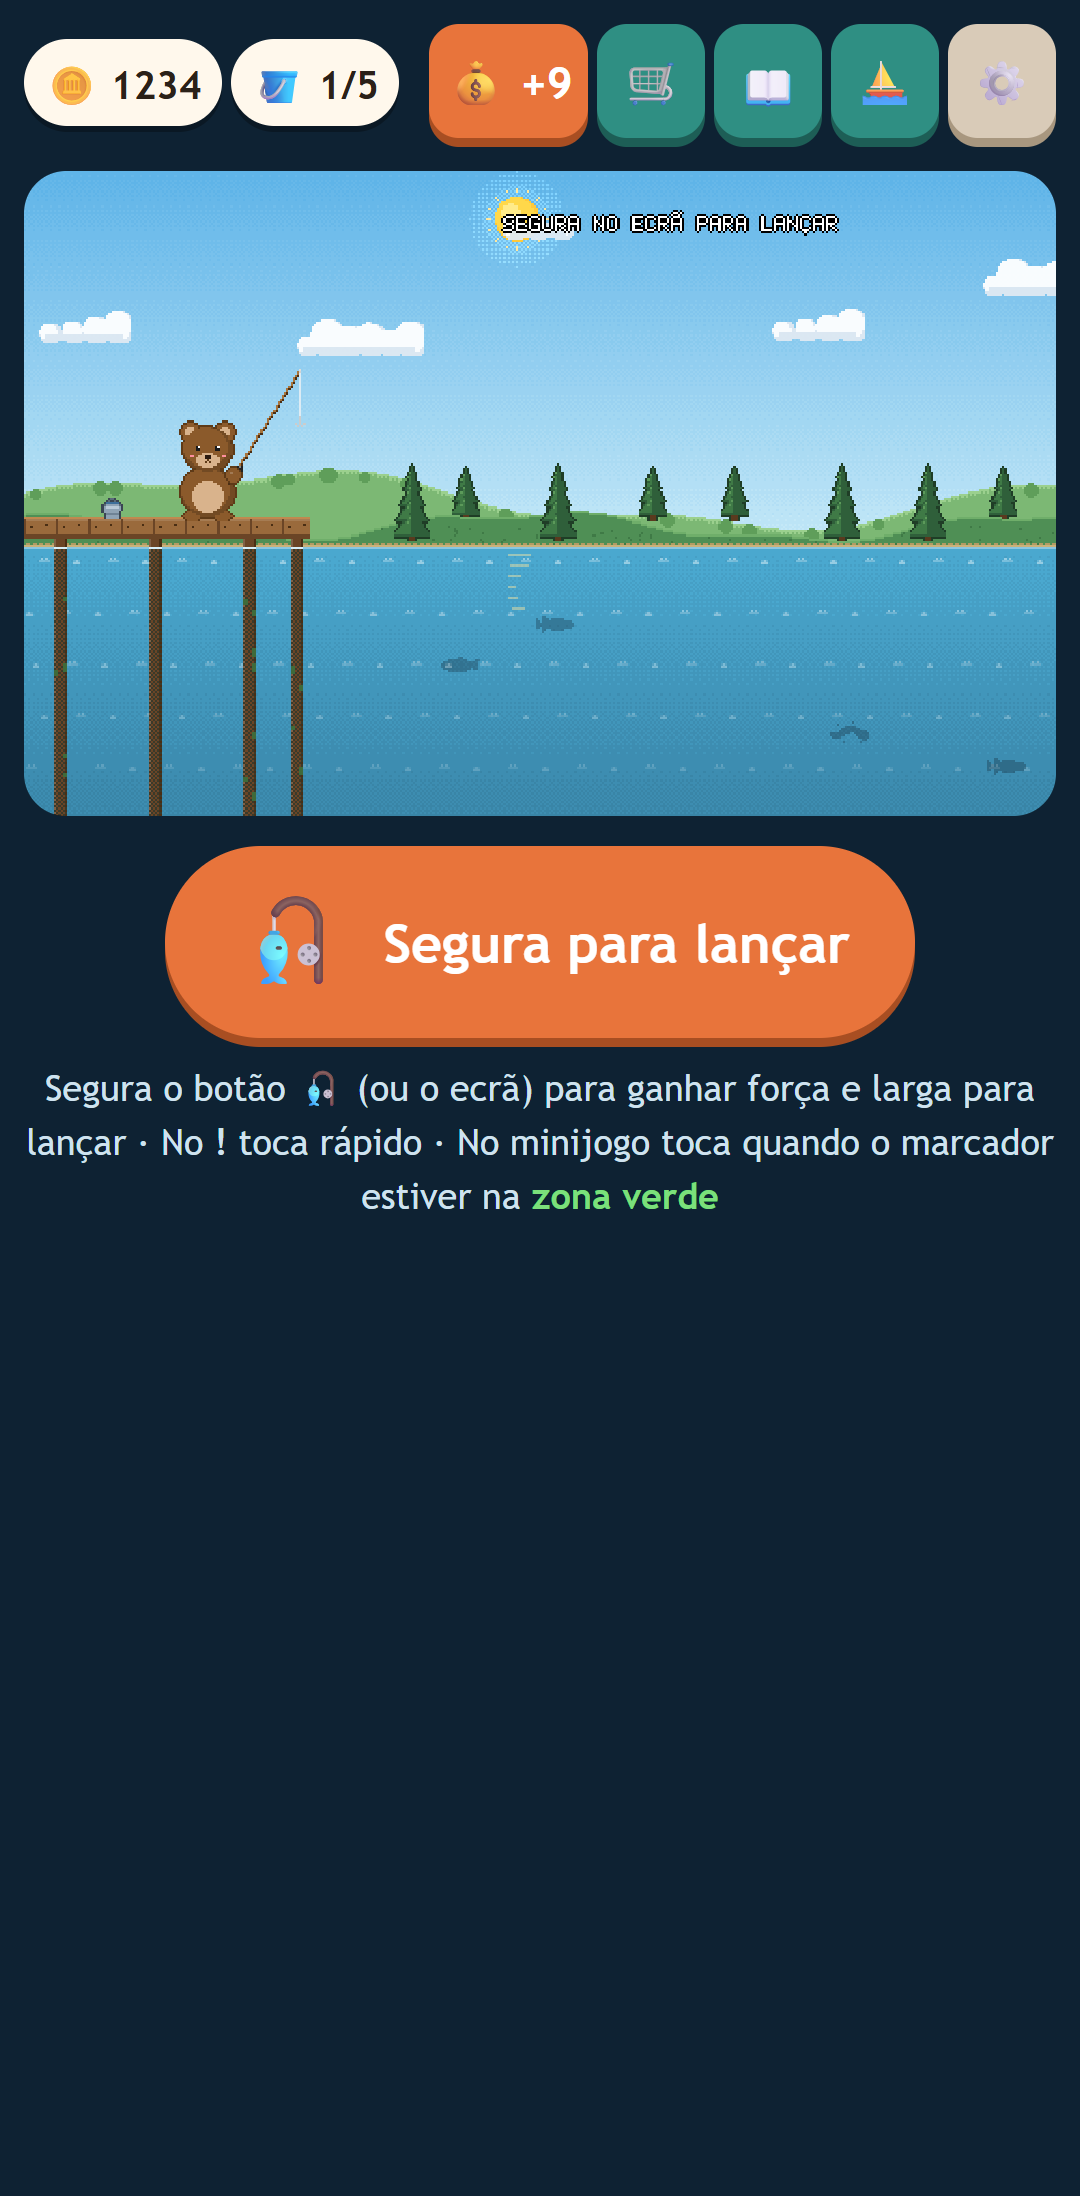 1234
1/5
+9
SEGURA NO ECRÃ PARA LANÇAR
Segura para lançar
Segura o botão (ou o ecrã) para ganhar força e larga para
lançar · No ! toca rápido · No minijogo toca quando o marcador
estiver na zona verde